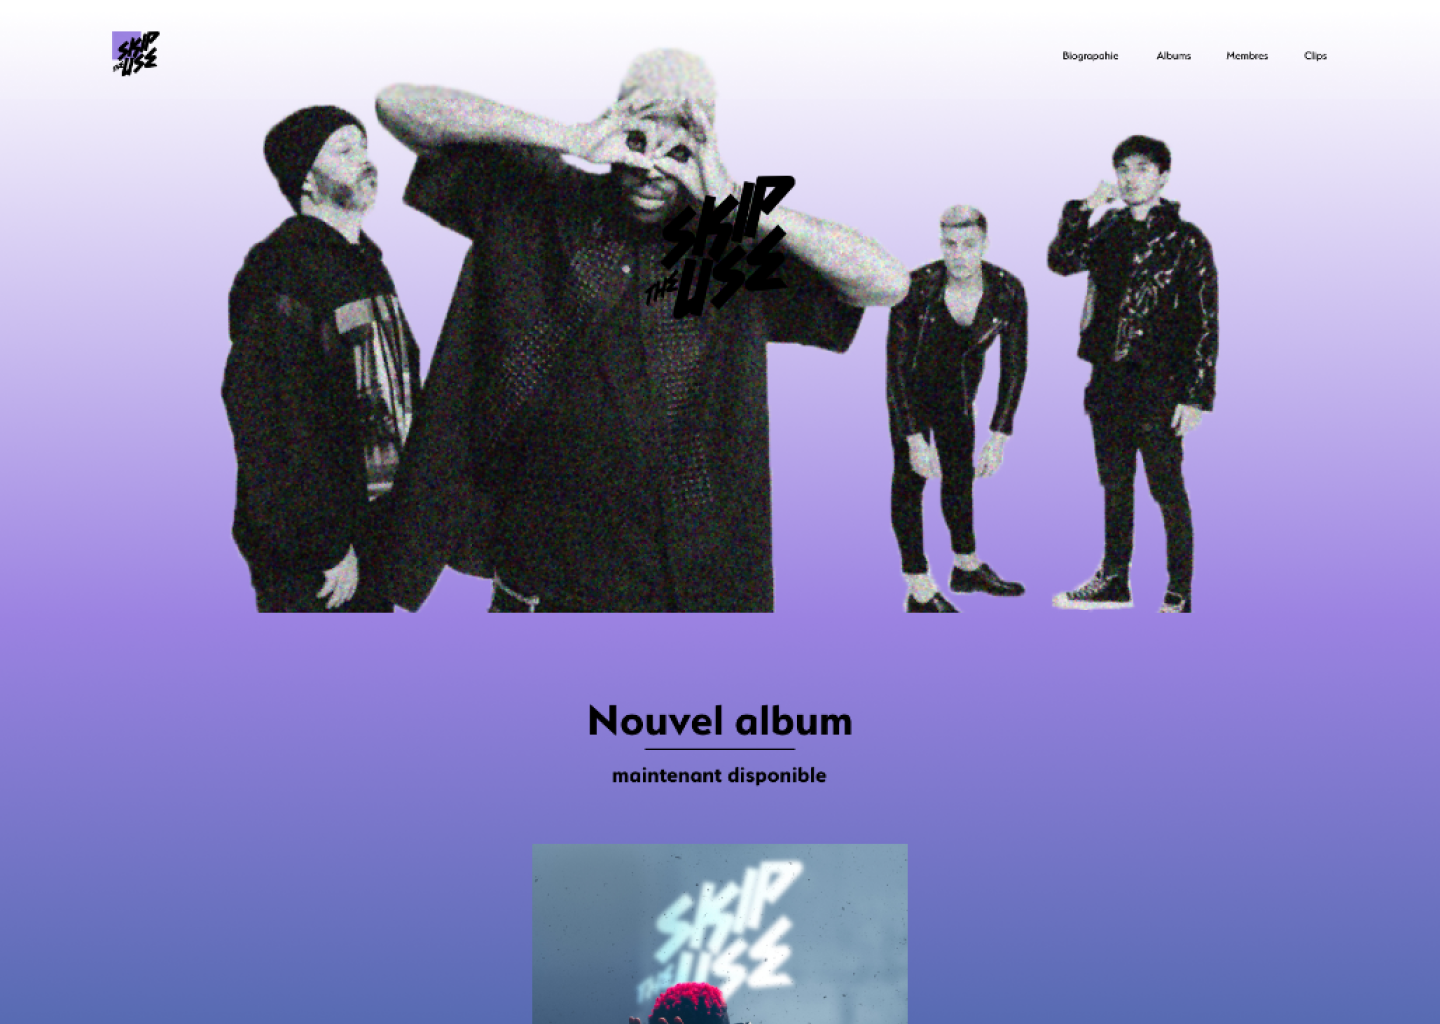 SKIP
THE USE
Biograpahie Albums Membres Clips
SKIP
THE USE
Nouvel album
maintenant disponible
SKIP
THE USE